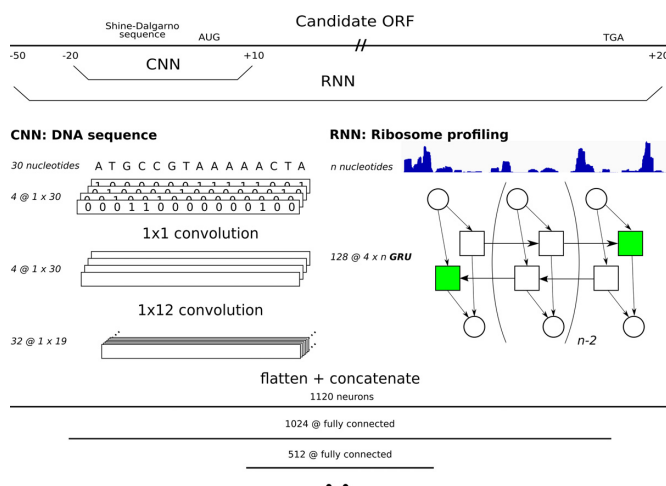 Candidate ORF
Shine-Dalgarno
sequence
AUG
TGA
-50
-20
+10
+20
CNN
RNN
CNN: DNA sequence
30 nucleotides
A T G C C G T A A A A A C T A
4 @ 1 x 30
0 0 0 1 1 0 0 0 0 0 0 1 0 0
1x1 convolution
4 @ 1x30
1x12 convolution
32 @ 1 x 19
RNN: Ribosome profiling
n nucleotides
128 @ 4 x n GRU
n-2
flatten + concatenate
1120 neurons
1024 @ fully connected
512 @ fully connected